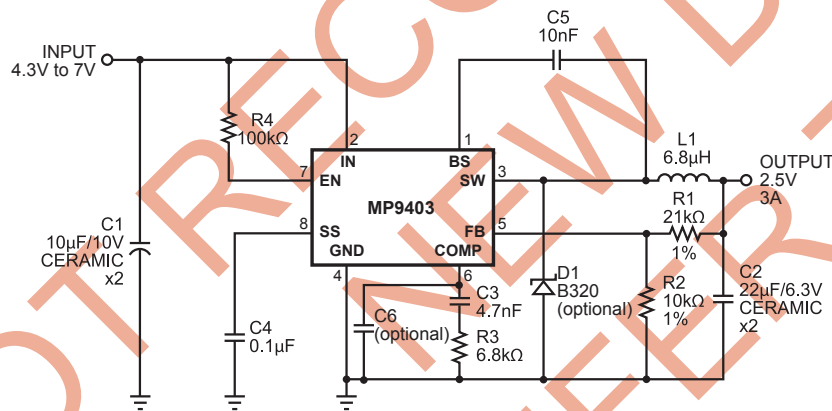 INPUT
4.3V to 7V
C5
10nF
R4
100kΩ
2
1
IN
BS
L1
6.8µH
OUTPUT
2.5V
3A
7
EN
SW
3
MP9403
R1
21kΩ
1%
C1
10µF/10V
CERAMIC
x2
8
SS
FB
5
GND
COMP
4
6
D1
B320
(optional)
R2
10kΩ
1%
C2
22µF/6.3V
CERAMIC
x2
C3
4.7nF
C6
(optional)
C4
0.1µF
R3
6.8kΩ